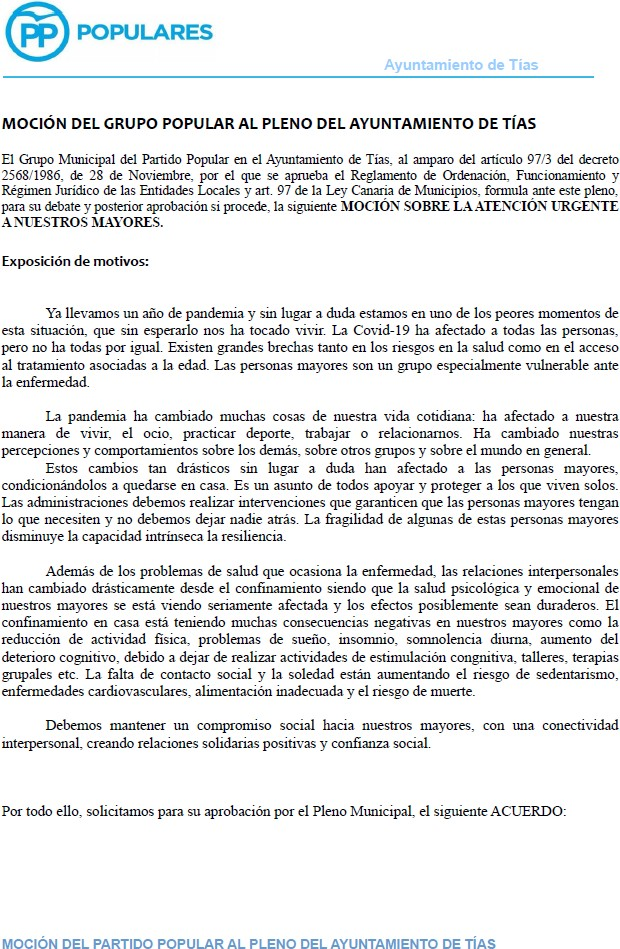 PP POPULARES
Ayuntamiento de Tías
MOCIÓN DEL GRUPO POPULAR AL PLENO DEL AYUNTAMIENTO DE TÍAS
El Grupo Municipal del Partido Popular en el Ayuntamiento de Tías, al amparo del artículo 97/3 del decreto
2568/1986, de 28 de Noviembre, por el que se aprueba el Reglamento de Ordenación, Funcionamiento y
Régimen Jurídico de las Entidades Locales y art. 97 de la Ley Canaria de Municipios, formula ante este pleno,
para su debate y posterior aprobación si procede, la siguiente MOCIÓN SOBRE LA ATENCIÓN URGENTE
A NUESTROS MAYORES.
Exposición de motivos:
Ya llevamos un año de pandemia y sin lugar a duda estamos en uno de los peores momentos de
esta situación, que sin esperarlo nos ha tocado vivir. La Covid-19 ha afectado a todas las personas,
pero no ha todas por igual. Existen grandes brechas tanto en los riesgos en la salud como en el acceso
al tratamiento asociadas a la edad. Las personas mayores son un grupo especialmente vulnerable ante
la enfermedad.
La pandemia ha cambiado muchas cosas de nuestra vida cotidiana: ha afectado a nuestra
manera de vivir, el ocio, practicar deporte, trabajar o relacionarnos. Ha cambiado nuestras
percepciones y comportamientos sobre los demás, sobre otros grupos y sobre el mundo en general.
Estos cambios tan drásticos sin lugar a duda han afectado a las personas mayores,
condicionándolos a quedarse en casa. Es un asunto de todos apoyar y proteger a los que viven solos.
Las administraciones debemos realizar intervenciones que garanticen que las personas mayores tengan
lo que necesiten y no debemos dejar nadie atrás. La fragilidad de algunas de estas personas mayores
disminuye la capacidad intrínseca la resiliencia.
Además de los problemas de salud que ocasiona la enfermedad, las relaciones interpersonales
han cambiado drásticamente desde el confinamiento siendo que la salud psicológica y emocional de
nuestros mayores se está viendo seriamente afectada y los efectos posiblemente sean duraderos. El
confinamiento en casa está teniendo muchas consecuencias negativas en nuestros mayores como la
reducción de actividad física, problemas de sueño, insomnio, somnolencia diurna, aumento del
deterioro cognitivo, debido a dejar de realizar actividades de estimulación congnitiva, talleres, terapias
grupales etc. La falta de contacto social y la soledad están aumentando el riesgo de sedentarismo,
enfermedades cardiovasculares, alimentación inadecuada y el riesgo de muerte.
Debemos mantener un compromiso social hacia nuestros mayores, con una conectividad
interpersonal, creando relaciones solidarias positivas y confianza social.
Por todo ello, solicitamos para su aprobación por el Pleno Municipal, el siguiente ACUERDO:
MOCIÓN DEL PARTIDO POPULAR AL PLENO DEL AYUNTAMIENTO DE TÍAS